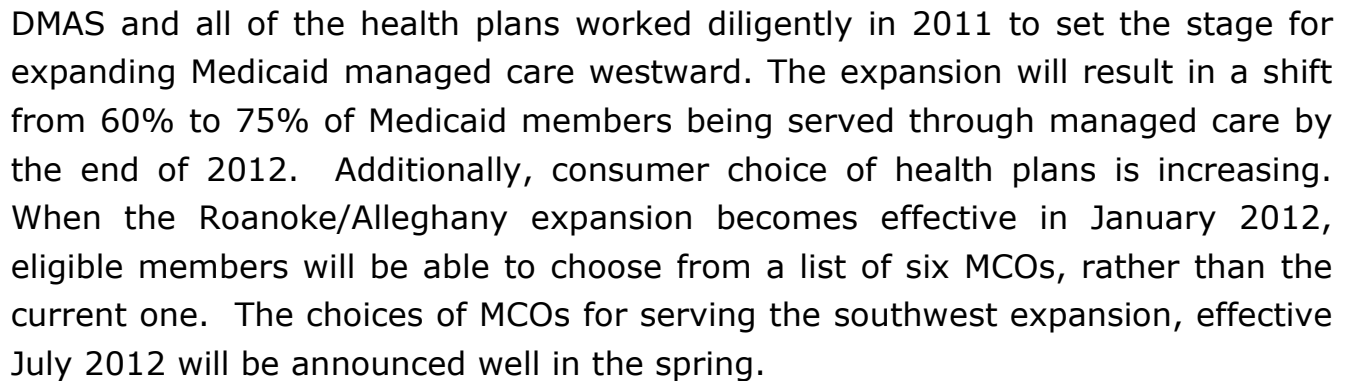 DMAS and all of the health plans worked diligently in 2011 to set the stage for
expanding Medicaid managed care westward. The expansion will result in a shift
from 60% to 75% of Medicaid members being served through managed care by
the end of 2012.  Additionally, consumer choice of health plans is increasing.
When the Roanoke/Alleghany expansion becomes effective in January 2012,
eligible members will be able to choose from a list of six MCOs, rather than the
current one.  The choices of MCOs for serving the southwest expansion, effective
July 2012 will be announced well in the spring.